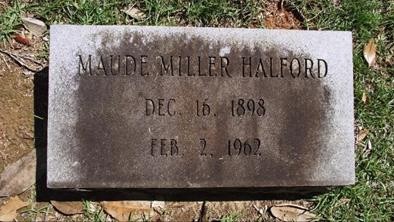 MAUDE MILLER HALFORD
DEC. 16, 1898
FEB. 2, 1962